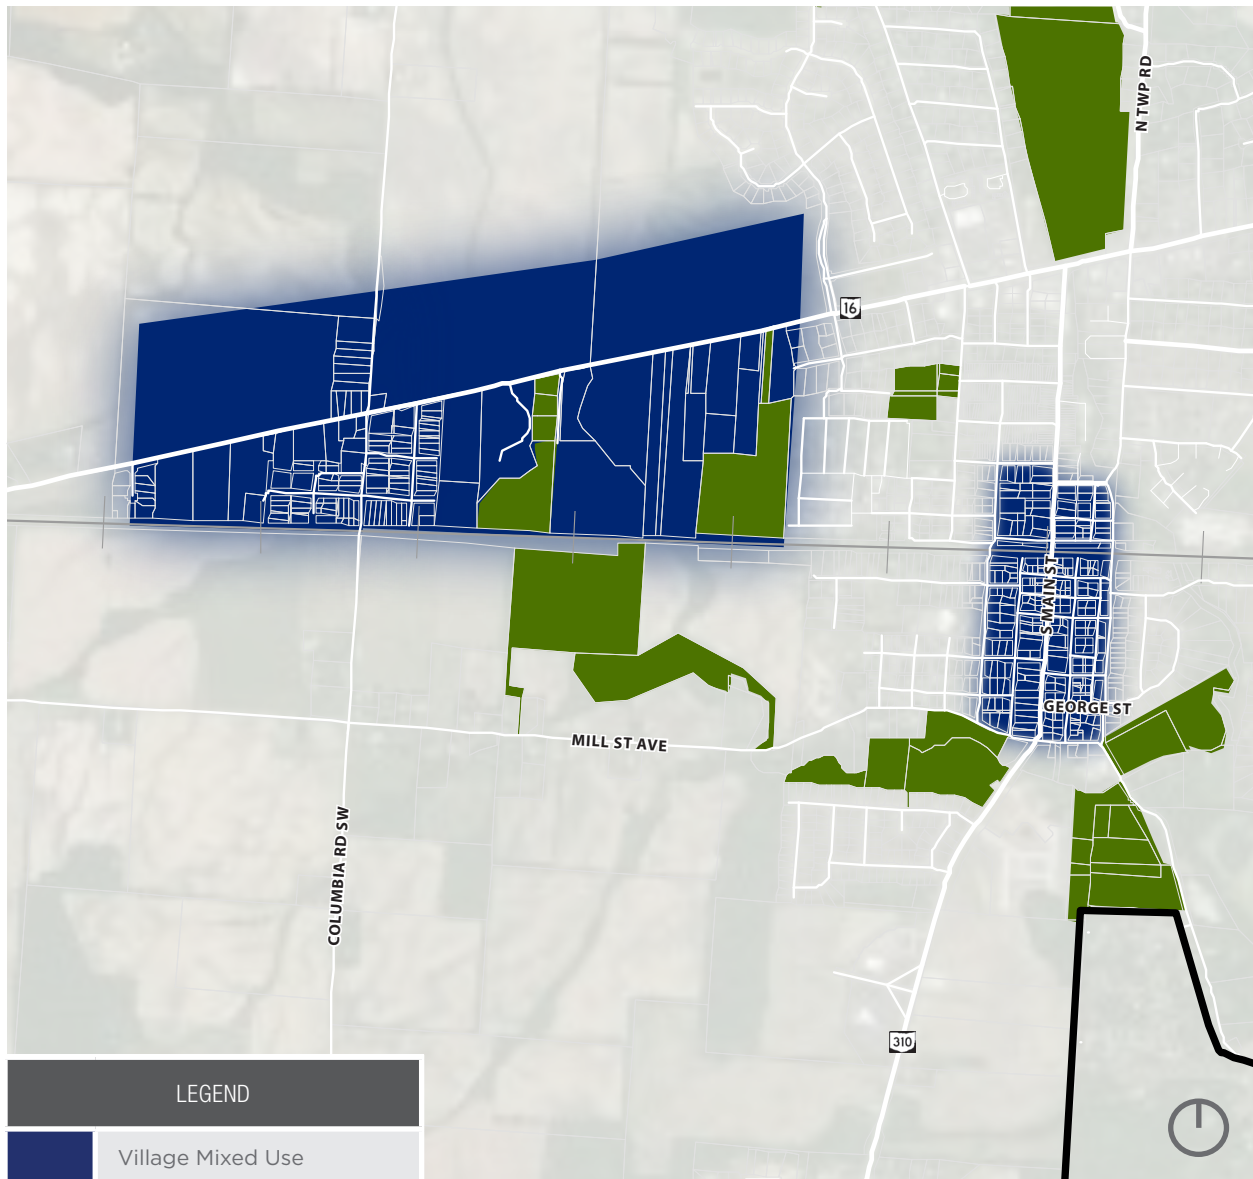 N TWP RD
16
S MAIN ST
GEORGE ST
MILL ST AVE
COLUMBIA RD SW
310
LEGEND
Village Mixed Use